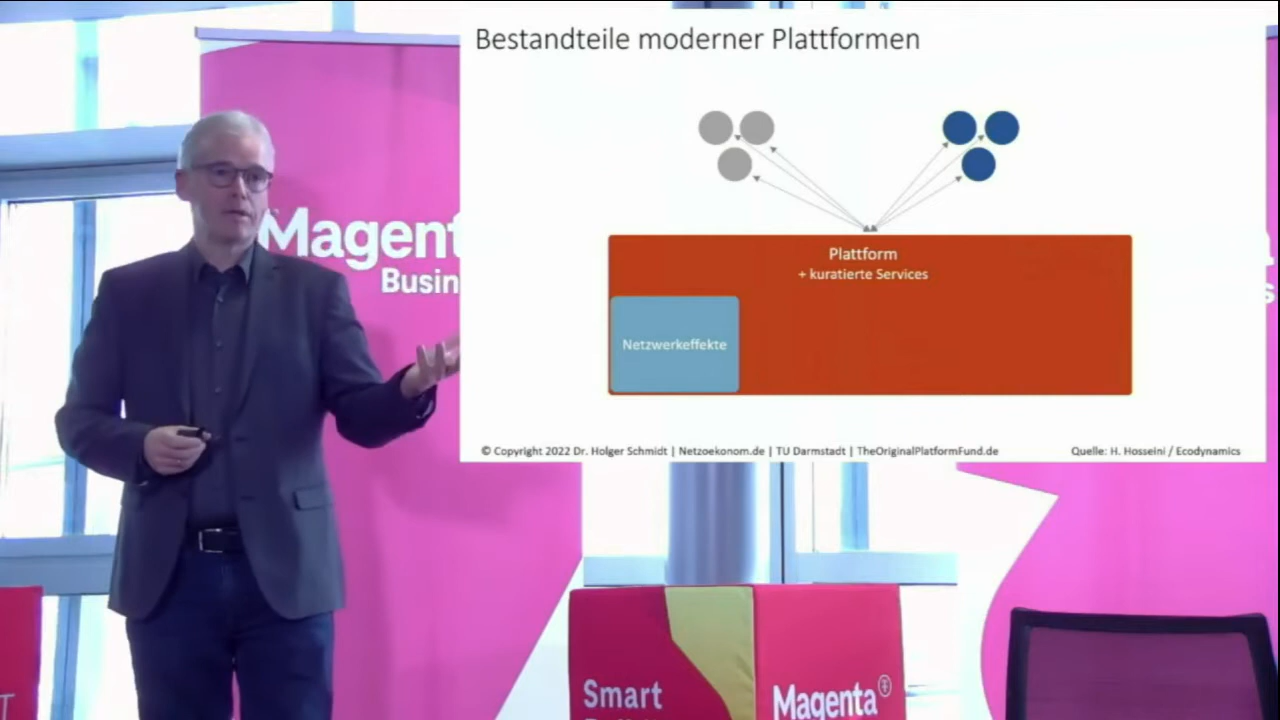 Bestandteile moderner Plattformen
Plattform
+ kuratierte Services
Netzwerkeffekte
© Copyright 2022 Dr. Holger Schmidt | Netzoekonom.de | TU Darmstadt | TheOriginalPlatformFund.de
Quelle: H. Hosseini / Ecodynamics
Magent
Busin
Smart
Magenta